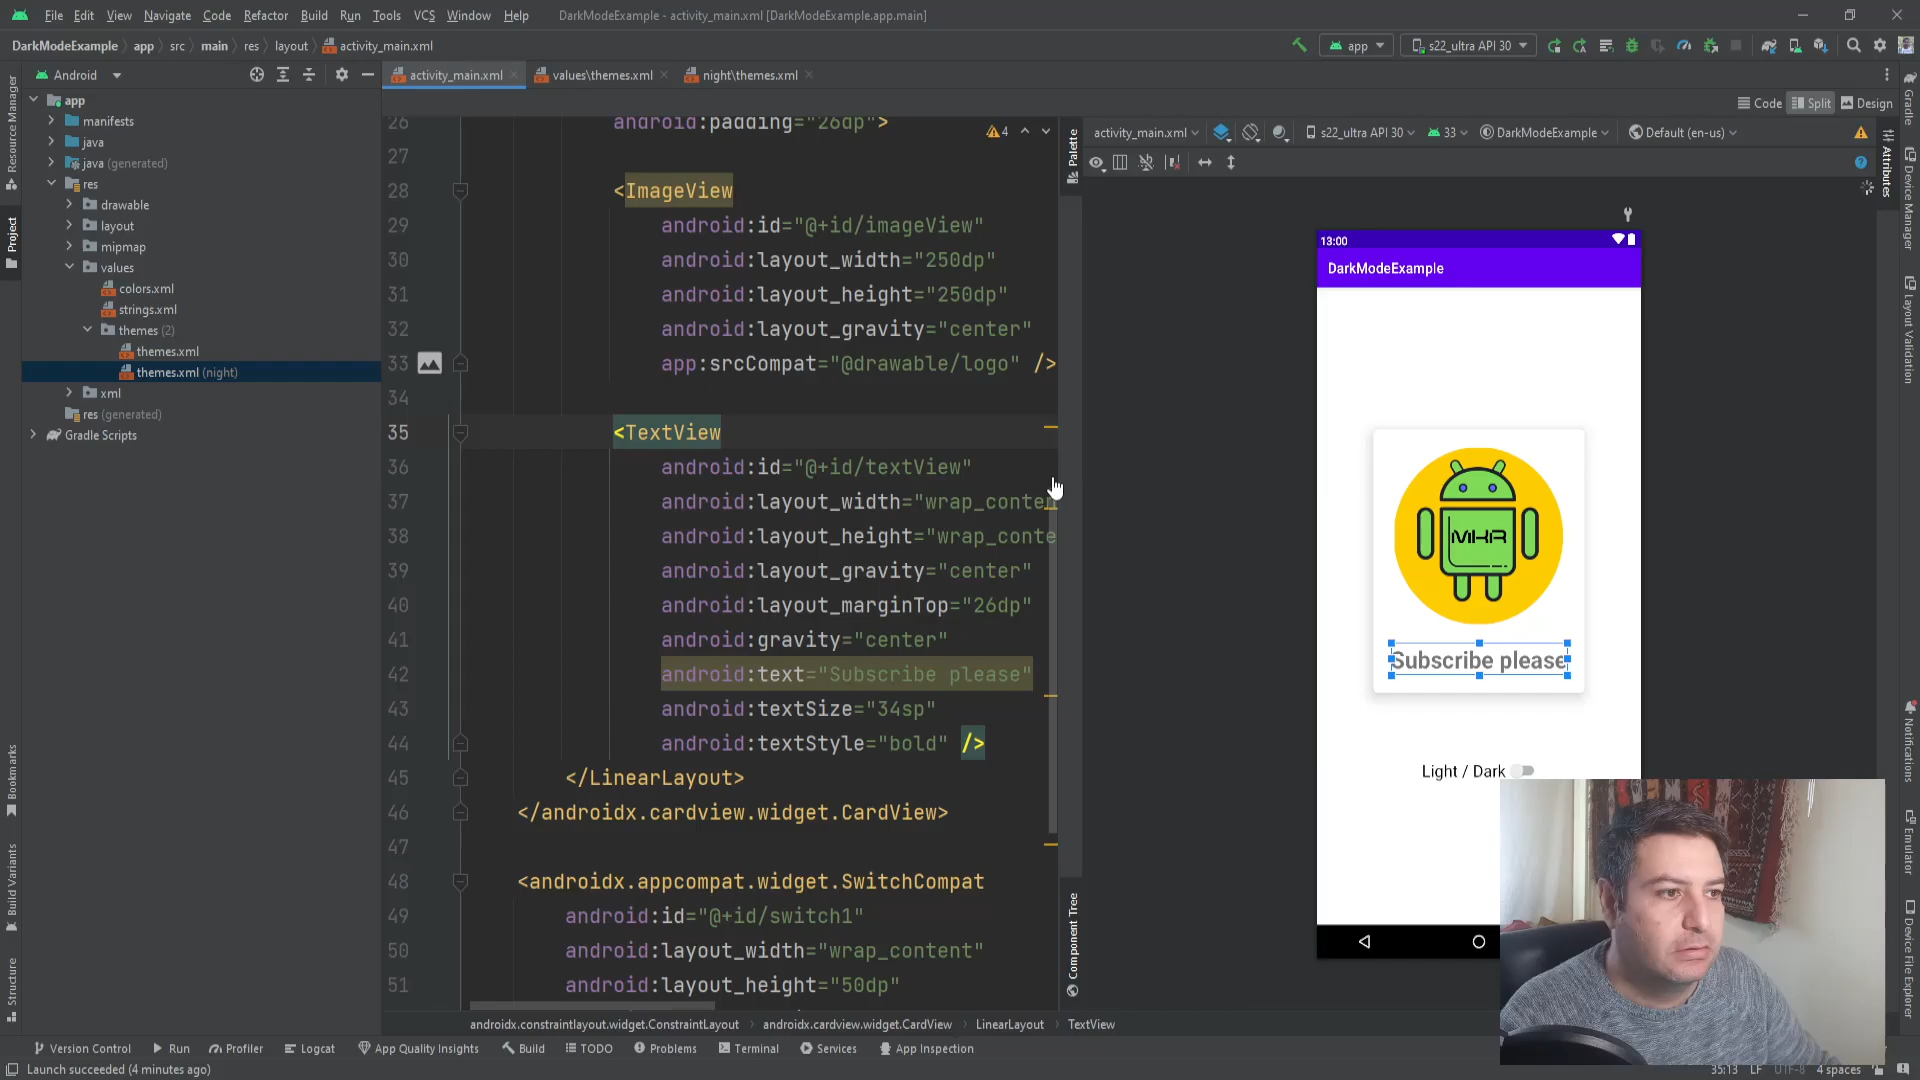 File Edit View Navigate Code Refactor Build Run Tools VCS Window Help DarkModeExample - activity_main.xml [DarkModeExample.app.main]
DarkModeExample app src main res layout activity_main.xml app s22_ultra API 30
Android activity_main.xml values\themes.xml night\themes.xml
Code Split Design
Resource Manager
Project
Bookmarks
Build Variants
Structure
app
manifests
java
java (generated)
res
drawable
layout
mipmap
values
colors.xml
strings.xml
themes (2)
themes.xml
themes.xml (night)
xml
res (generated)
Gradle Scripts
26 android:padding="26dp">
27
28 <ImageView
29 android:id="@+id/imageView"
30 android:layout_width="250dp"
31 android:layout_height="250dp"
32 android:layout_gravity="center"
33 app:srcCompat="@drawable/logo" />
34
35 <TextView
36 android:id="@+id/textView"
37 android:layout_width="wrap_conten
38 android:layout_height="wrap_conte
39 android:layout_gravity="center"
40 android:layout_marginTop="26dp"
41 android:gravity="center"
42 android:text="Subscribe please"
43 android:textSize="34sp"
44 android:textStyle="bold" />
45 </LinearLayout>
46 </androidx.cardview.widget.CardView>
47
48 <androidx.appcompat.widget.SwitchCompat
49 android:id="@+id/switch1"
50 android:layout_width="wrap_content"
51 android:layout_height="50dp"
4
Palette
Component Tree
activity_main.xml s22_ultra API 30 33 DarkModeExample Default (en-us)
13:00
DarkModeExample
MKR
Subscribe please
Light / Dark
Attributes
Gradle
Device Manager
Layout Validation
Notifications
Emulator
Device File Explorer
androidx.constraintlayout.widget.ConstraintLayout androidx.cardview.widget.CardView LinearLayout TextView
Version Control Run Profiler Logcat App Quality Insights Build TODO Problems Terminal Services App Inspection
Launch succeeded (4 minutes ago) 35:13 LF UTF-8 4 spaces